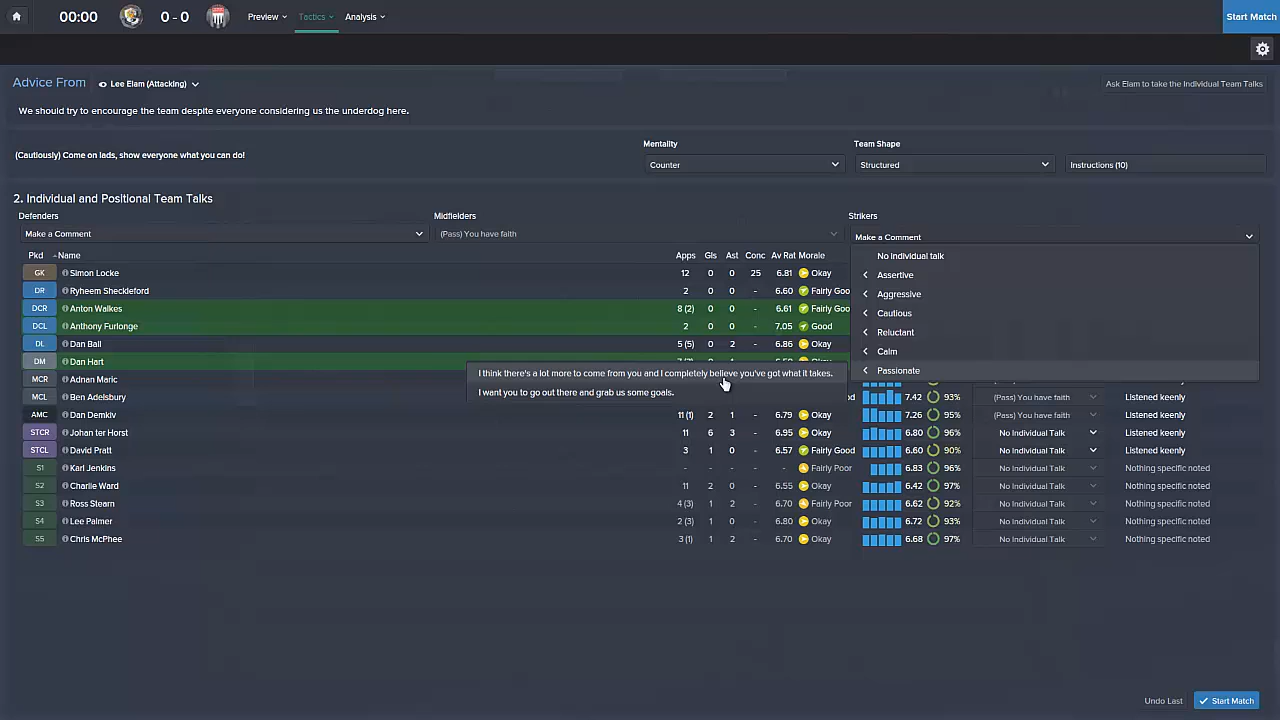 00:00
0 - 0
Preview
Tactics
Analysis
Start Match
Advice From
Lee Elam (Attacking)
Ask Elam to take the Individual Team Talks
We should try to encourage the team despite everyone considering us the underdog here.
Mentality
Team Shape
(Cautiously) Come on lads, show everyone what you can do!
Counter
Structured
Instructions (10)
2. Individual and Positional Team Talks
Defenders
Midfielders
Strikers
Make a Comment
(Pass) You have faith
Make a Comment
Pkd Name Apps Gls Ast Conc Av Rat Morale
No individual talk
GK Simon Locke 12 0 0 25 6.81 Okay
Assertive
DR Ryheem Sheckleford 2 0 0 - 6.60 Fairly Goo
Aggressive
DCR Anton Walkes 8 (2) 0 0 - 6.61 Fairly Goo
Cautious
DCL Anthony Furlonge 2 0 0 - 7.05 Good
Reluctant
DL Dan Ball 5 (5) 0 2 - 6.86 Okay
Calm
DM Dan Hart
Passionate
I think there's a lot more to come from you and I completely believe you've got what it takes.
MCR Adnan Maric
I want you to go out there and grab us some goals.
MCL Ben Adelsbury 7.42 93% (Pass) You have faith Listened keenly
AMC Dan Demkiv 11 (1) 2 1 - 6.79 Okay 7.26 95% (Pass) You have faith Listened keenly
STCR Johan ter Horst 11 6 3 - 6.95 Okay 6.80 96% No Individual Talk Listened keenly
STCL David Pratt 3 1 0 - 6.57 Fairly Good 6.60 90% No Individual Talk Listened keenly
S1 Karl Jenkins - - - - - Fairly Poor 6.83 96% No Individual Talk Nothing specific noted
S2 Charlie Ward 11 2 0 - 6.55 Okay 6.42 97% No Individual Talk Nothing specific noted
S3 Ross Stearn 4 (3) 1 2 - 6.70 Fairly Poor 6.62 92% No Individual Talk Nothing specific noted
S4 Lee Palmer 2 (3) 1 0 - 6.80 Okay 6.72 93% No Individual Talk Nothing specific noted
S5 Chris McPhee 3 (1) 1 2 - 6.70 Okay 6.68 97% No Individual Talk Nothing specific noted
Undo Last
Start Match